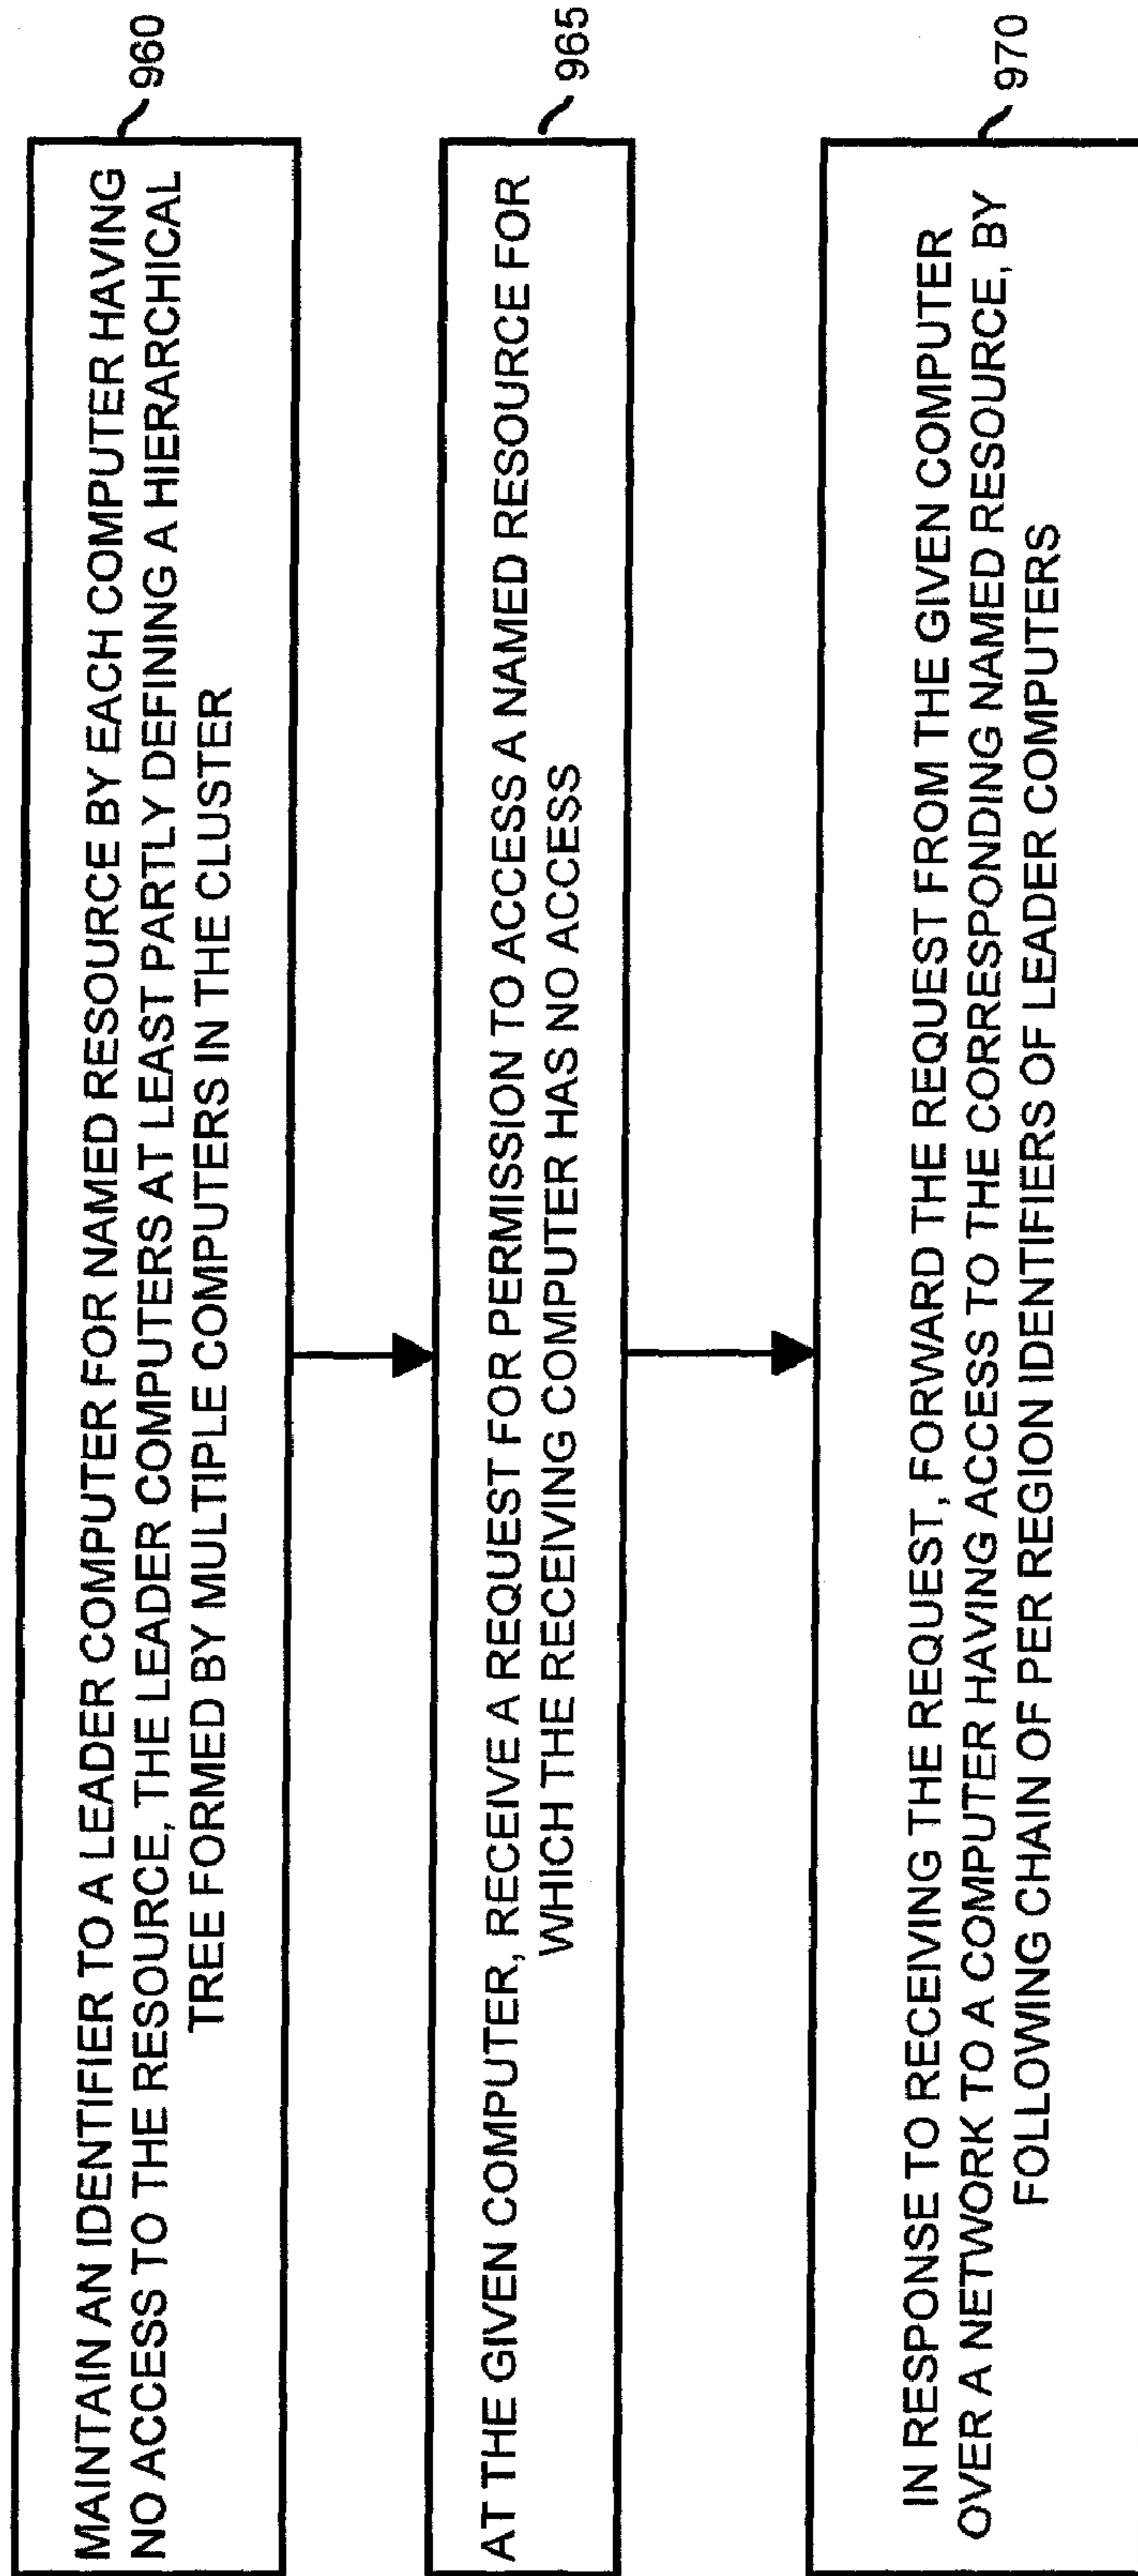 MAINTAIN AN IDENTIFIER TO A LEADER COMPUTER FOR NAMED RESOURCE BY EACH COMPUTER HAVING
NO ACCESS TO THE RESOURCE, THE LEADER COMPUTERS AT LEAST PARTLY DEFINING A HIERARCHICAL
TREE FORMED BY MULTIPLE COMPUTERS IN THE CLUSTER
960
AT THE GIVEN COMPUTER, RECEIVE A REQUEST FOR PERMISSION TO ACCESS A NAMED RESOURCE FOR
WHICH THE RECEIVING COMPUTER HAS NO ACCESS
965
IN RESPONSE TO RECEIVING THE REQUEST, FORWARD THE REQUEST FROM THE GIVEN COMPUTER
OVER A NETWORK TO A COMPUTER HAVING ACCESS TO THE CORRESPONDING NAMED RESOURCE, BY
FOLLOWING CHAIN OF PER REGION IDENTIFIERS OF LEADER COMPUTERS
970